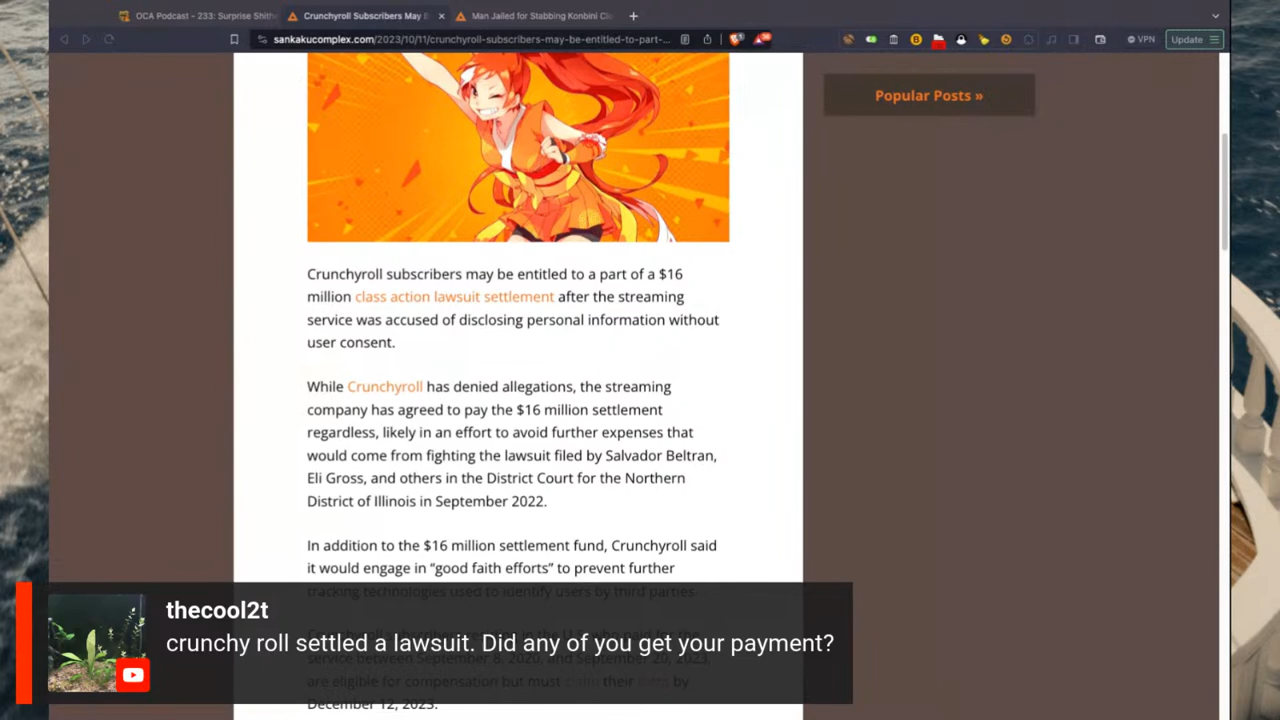 OCA Podcast - 233: Surprise Shith
Crunchyroll Subscribers May B
Man Jailed for Stabbing Konbini Cl
sankakucomplex.com/2023/10/11/crunchyroll-subscribers-may-be-entitled-to-part-...
VPN
Update
Popular Posts »
Crunchyroll subscribers may be entitled to a part of a $16
million class action lawsuit settlement after the streaming
service was accused of disclosing personal information without
user consent.
While Crunchyroll has denied allegations, the streaming
company has agreed to pay the $16 million settlement
regardless, likely in an effort to avoid further expenses that
would come from fighting the lawsuit filed by Salvador Beltran,
Eli Gross, and others in the District Court for the Northern
District of Illinois in September 2022.
In addition to the $16 million settlement fund, Crunchyroll said
it would engage in “good faith efforts” to prevent further
tracking technologies used to identify users by third parties
thecool2t
crunchy roll settled a lawsuit. Did any of you get your payment?
service between September 8, 2020, and September 20, 2023,
are eligible for compensation but must their by
December 12, 2023.